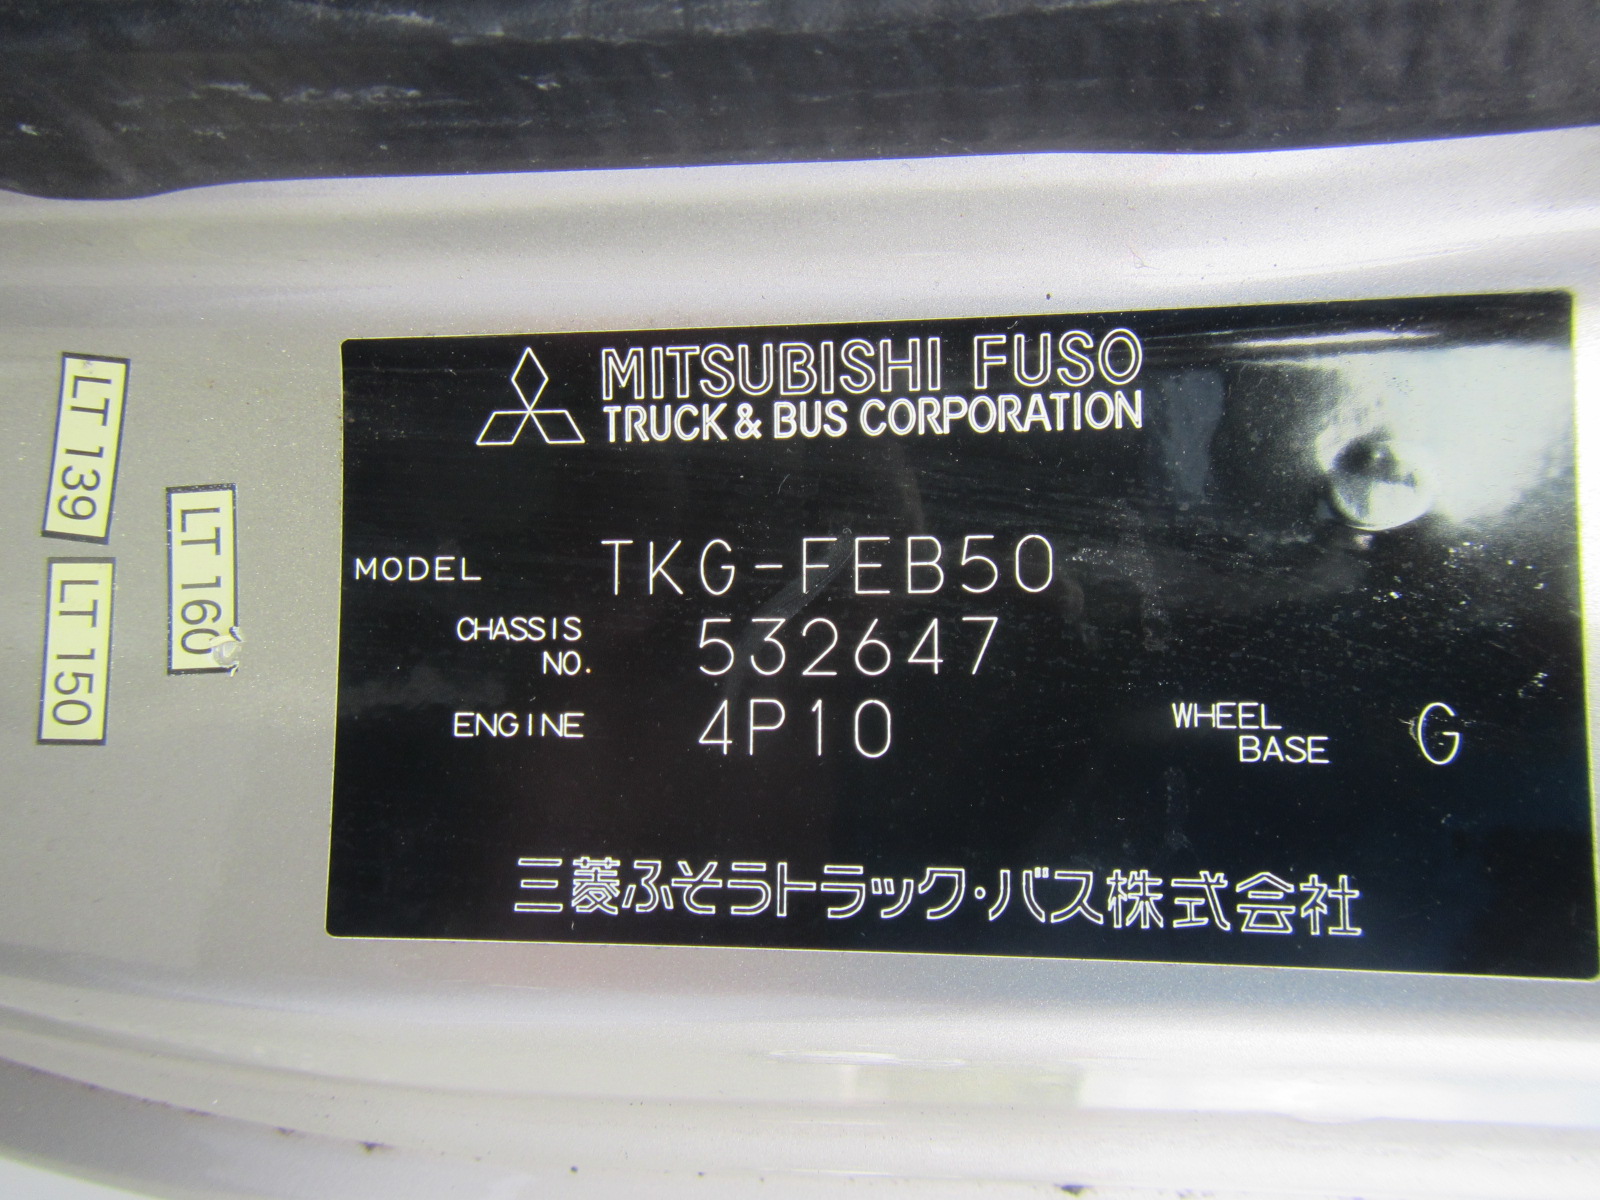 MITSUBISHI FUSO
TRUCK & BUS CORPORATION
MODEL TKG-FEB50
CHASSIS NO. 532647
ENGINE 4P10 WHEEL BASE G
三菱ふそうトラック・バス株式会社
LT 139
LT 150
LT 160